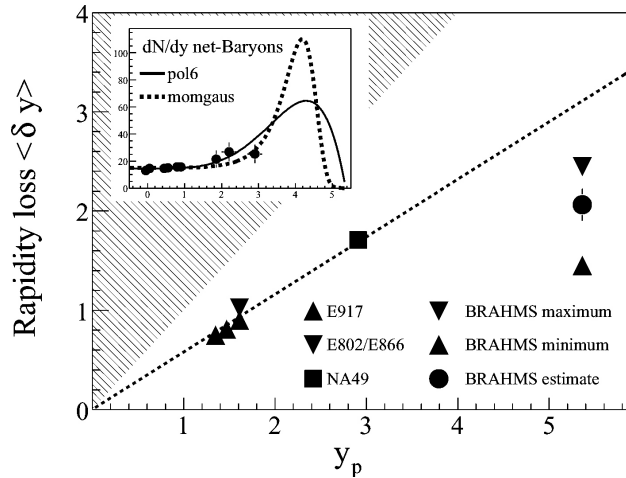 4
3
2
1
0
Rapidity loss <δ y>
1
2
3
4
5
y_p
dN/dy net-Baryons
pol6
momgaus
100
80
60
40
20
0
0
1
2
3
4
5
E917
E802/E866
NA49
BRAHMS maximum
BRAHMS minimum
BRAHMS estimate